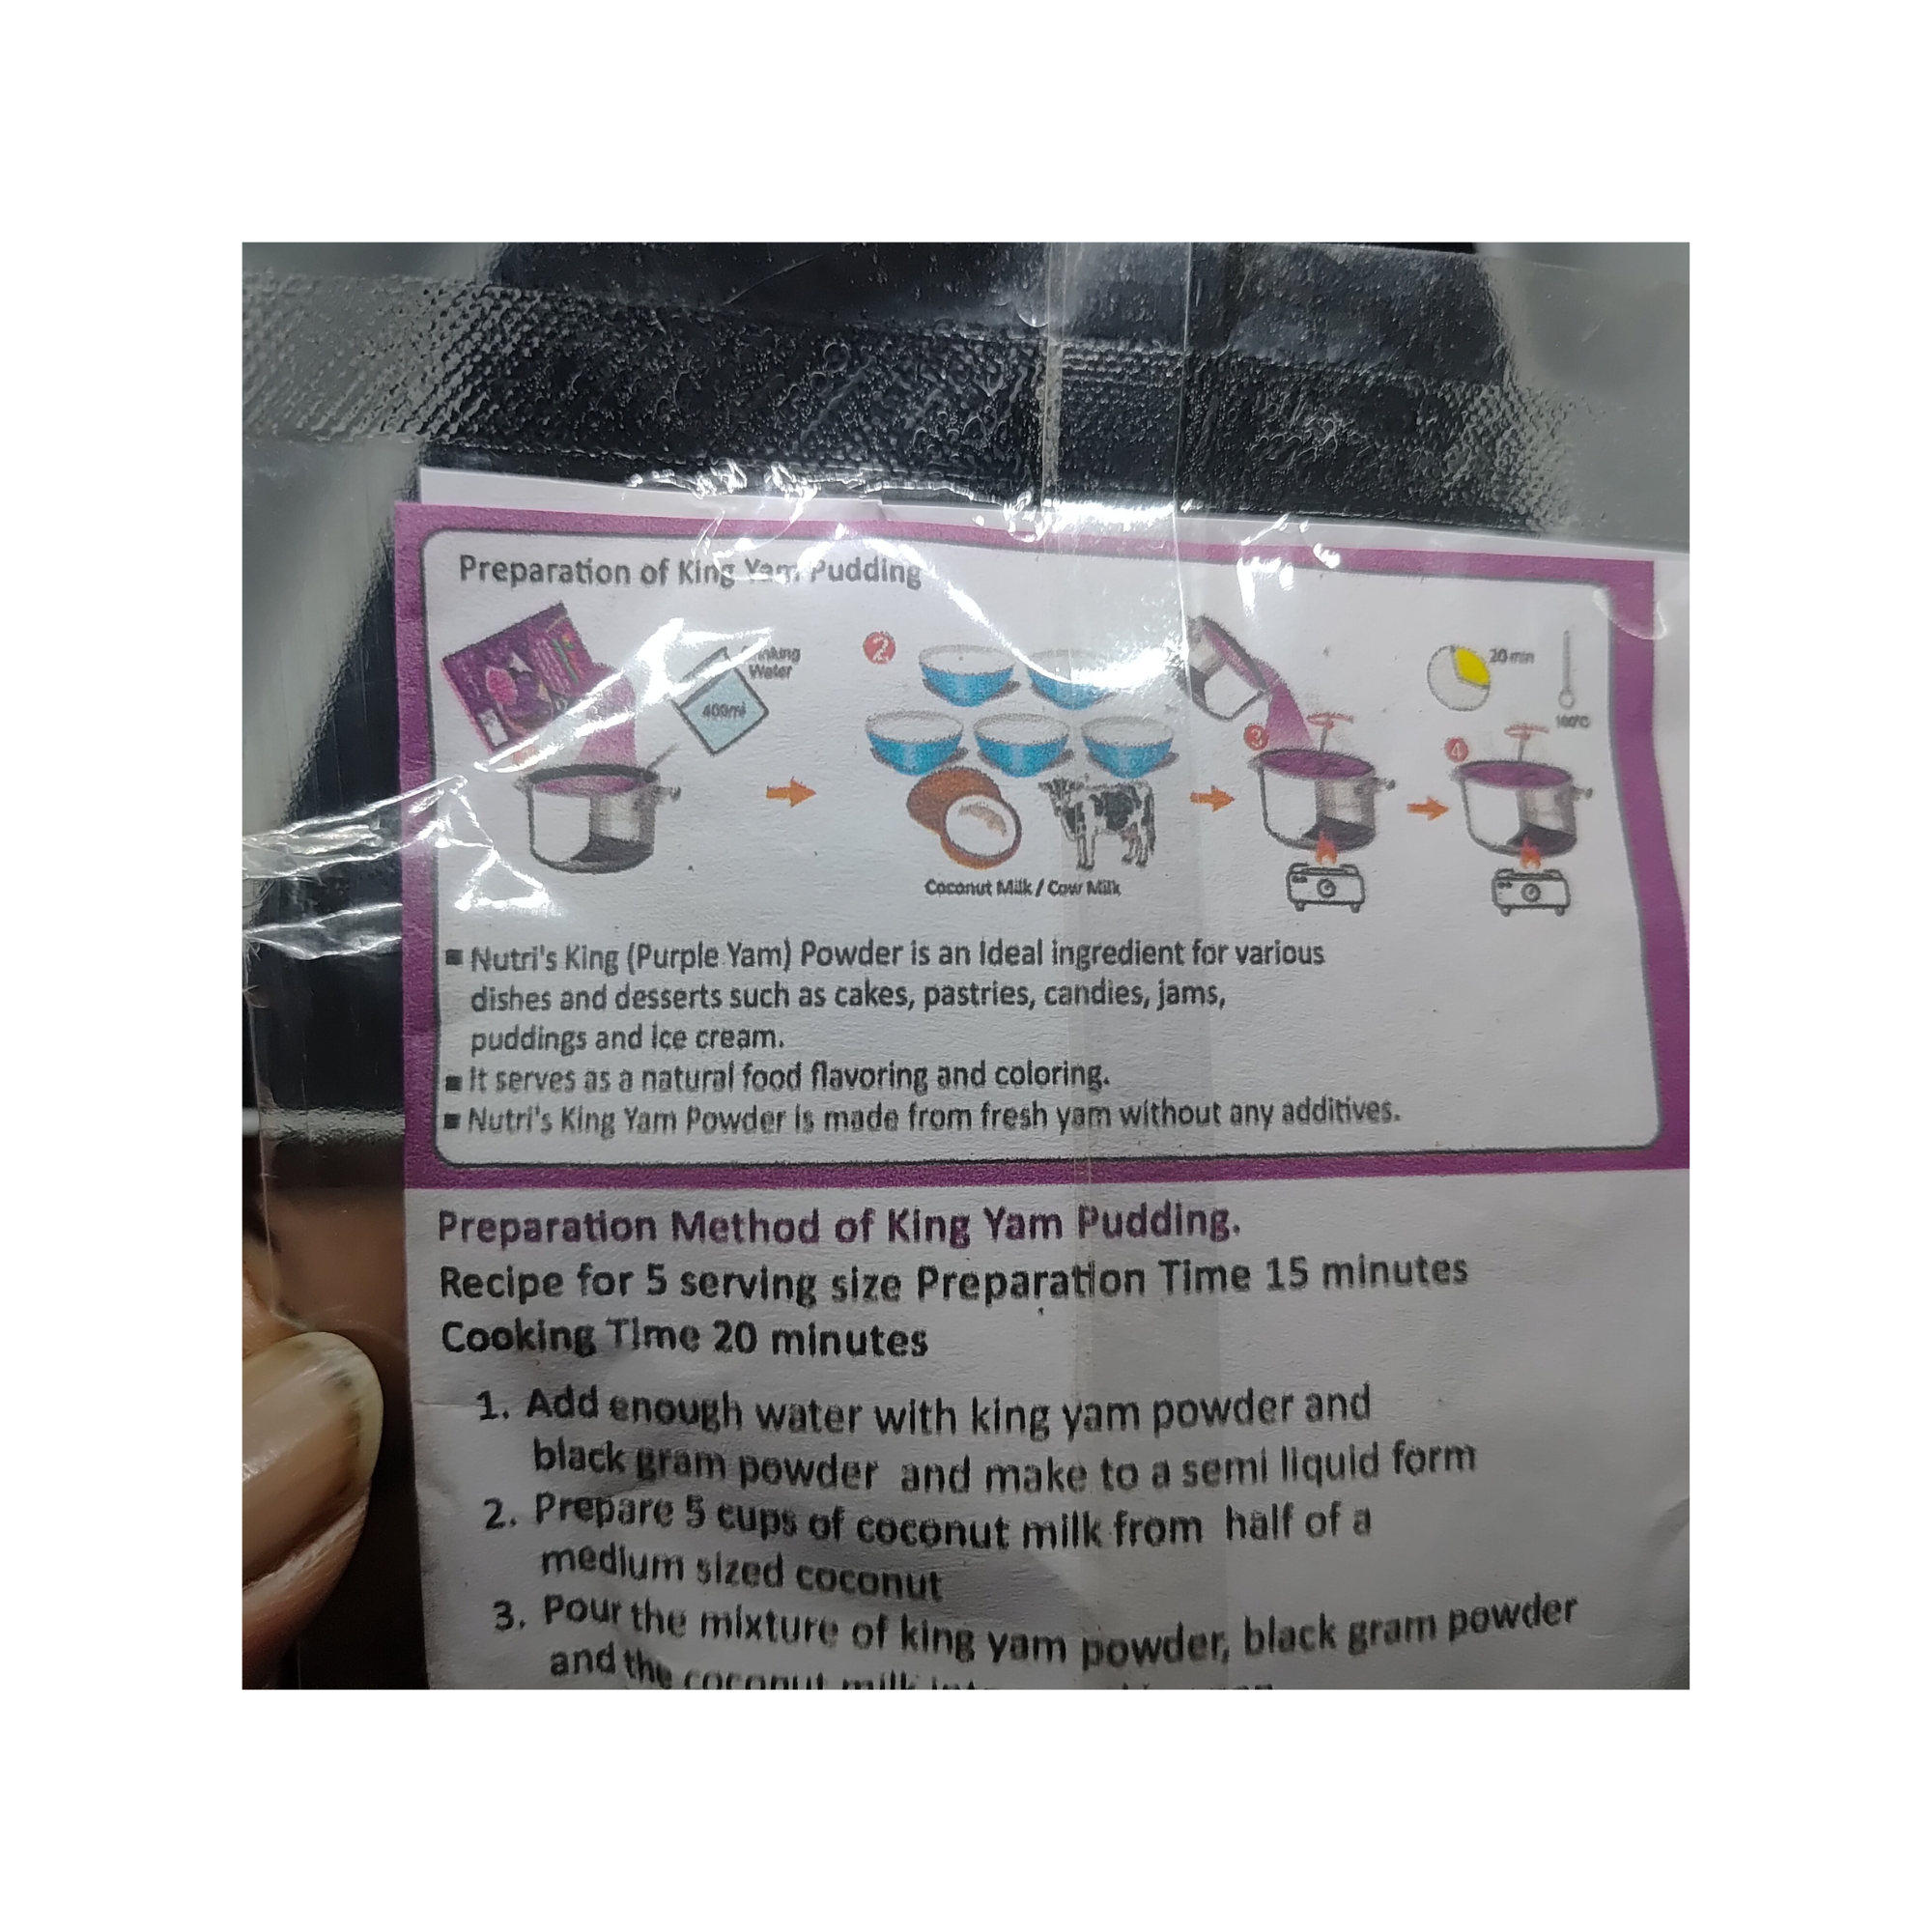 Preparation of King Yam Pudding
Drinking
Water
400ml
2
20 min
100°C
3
4
Coconut Milk / Cow Milk
Nutri's King (Purple Yam) Powder is an Ideal ingredient for various
dishes and desserts such as cakes, pastries, candies, jams,
puddings and Ice cream.
It serves as a natural food flavoring and coloring.
Nutri's King Yam Powder is made from fresh yam without any additives.
Preparation Method of King Yam Pudding.
Recipe for 5 serving size Preparation Time 15 minutes
Cooking Time 20 minutes
1. Add enough water with king yam powder and
black gram powder and make to a semi liquid form
2. Prepare 5 cups of coconut milk from half of a
medium sized coconut
3. Pour the mixture of king yam powder, black gram powder
and the coconut milk